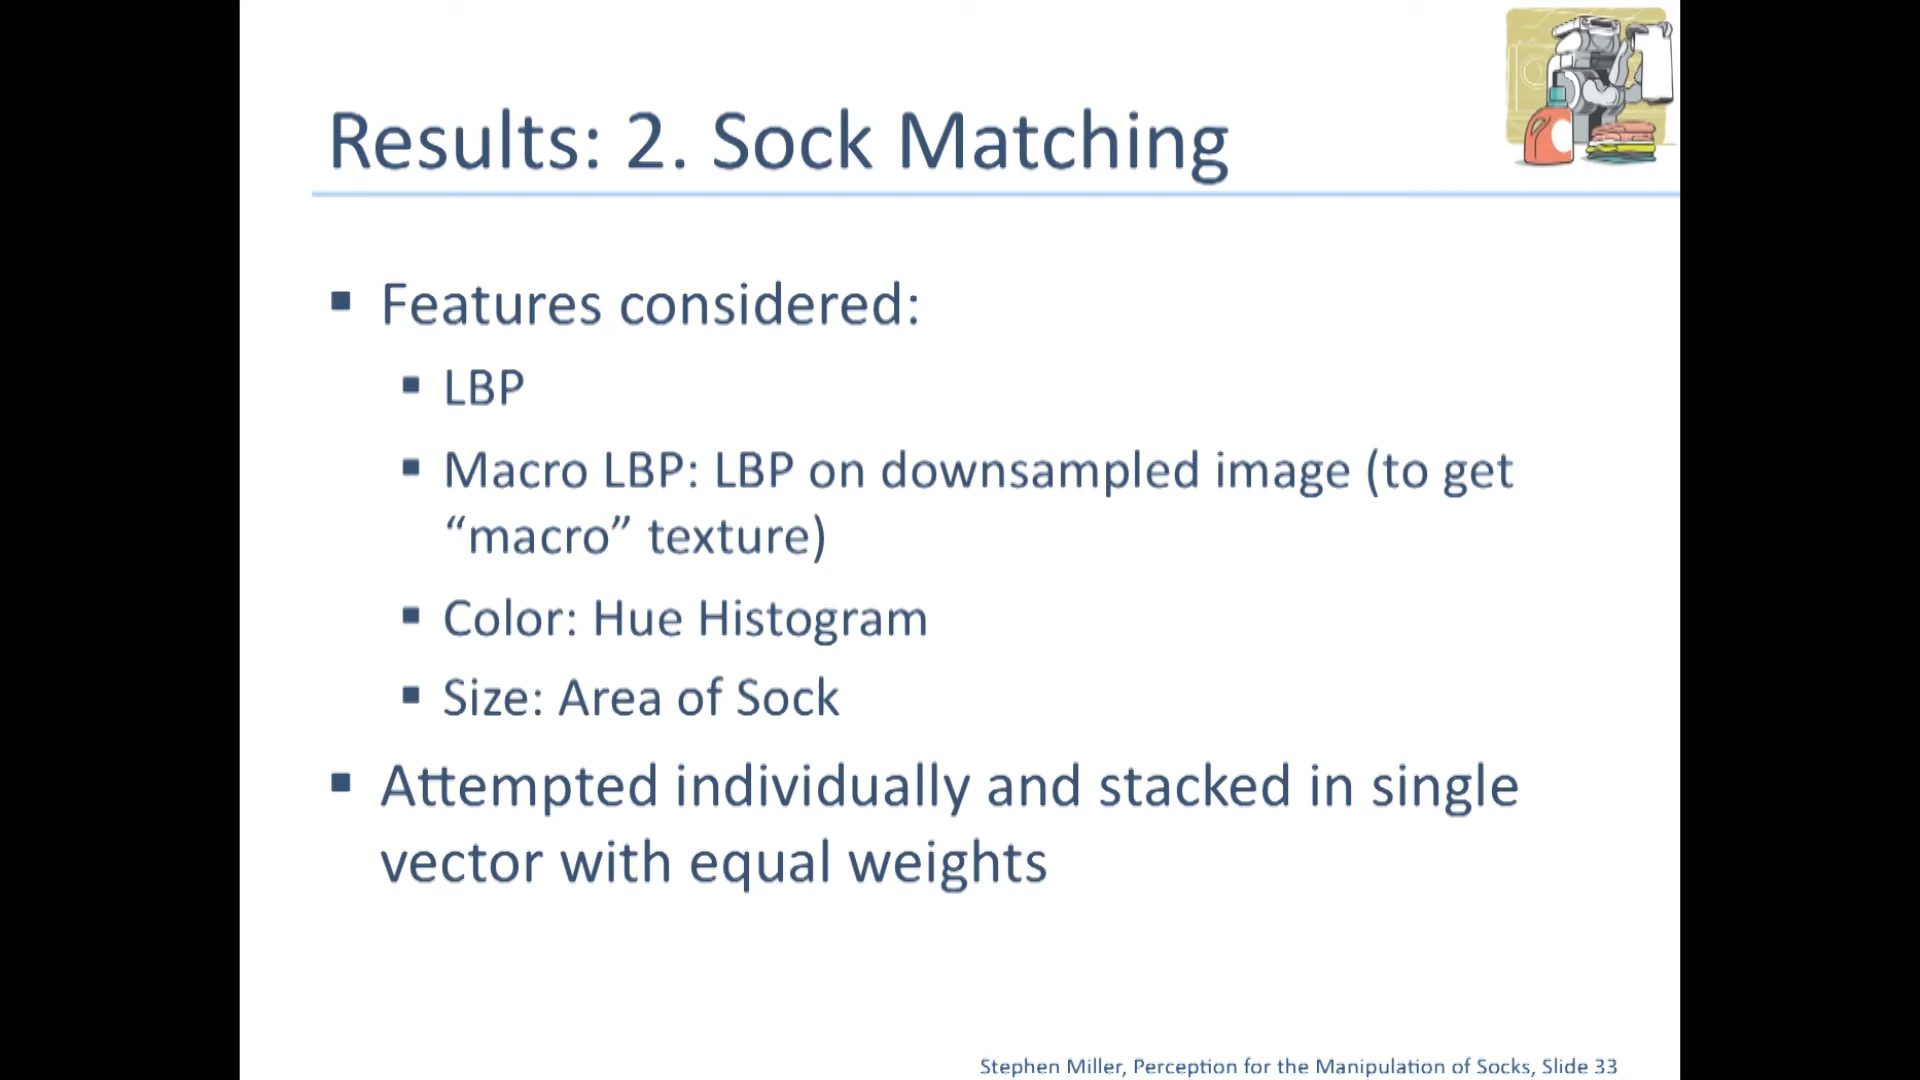 Results: 2. Sock Matching
▪ Features considered:
▪ LBP
▪ Macro LBP: LBP on downsampled image (to get
“macro” texture)
▪ Color: Hue Histogram
▪ Size: Area of Sock
▪ Attempted individually and stacked in single
vector with equal weights
Stephen Miller, Perception for the Manipulation of Socks, Slide 33